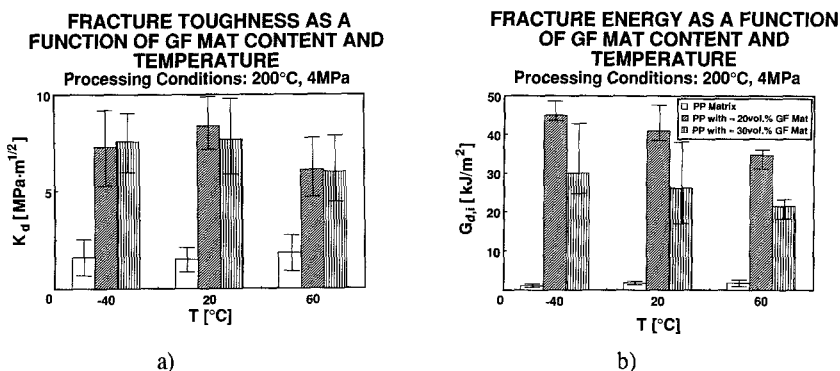 FRACTURE TOUGHNESS AS A
FUNCTION OF GF MAT CONTENT AND
TEMPERATURE
Processing Conditions: 200°C, 4MPa
10
5
0
K_d [MPa·m^1/2]
-40
20
60
T [°C]
a)
FRACTURE ENERGY AS A FUNCTION
OF GF MAT CONTENT AND
TEMPERATURE
Processing Conditions: 200°C, 4MPa
PP Matrix
PP with ~ 20vol.% GF Mat
PP with ~ 30vol.% GF Mat
50
40
30
20
10
0
G_d,i [kJ/m²]
-40
20
60
T [°C]
b)